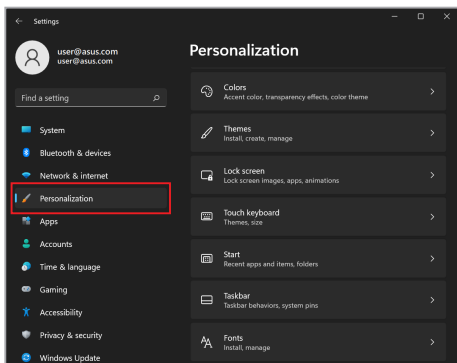 Settings
user@asus.com
user@asus.com
Find a setting
System
Bluetooth & devices
Network & internet
Personalization
Apps
Accounts
Time & language
Gaming
Accessibility
Privacy & security
Windows Update
Personalization
Colors
Accent color, transparency effects, color theme
Themes
Install, create, manage
Lock screen
Lock screen images, apps, animations
Touch keyboard
Themes, size
Start
Recent apps and items, folders
Taskbar
Taskbar behaviors, system pins
Fonts
Install, manage